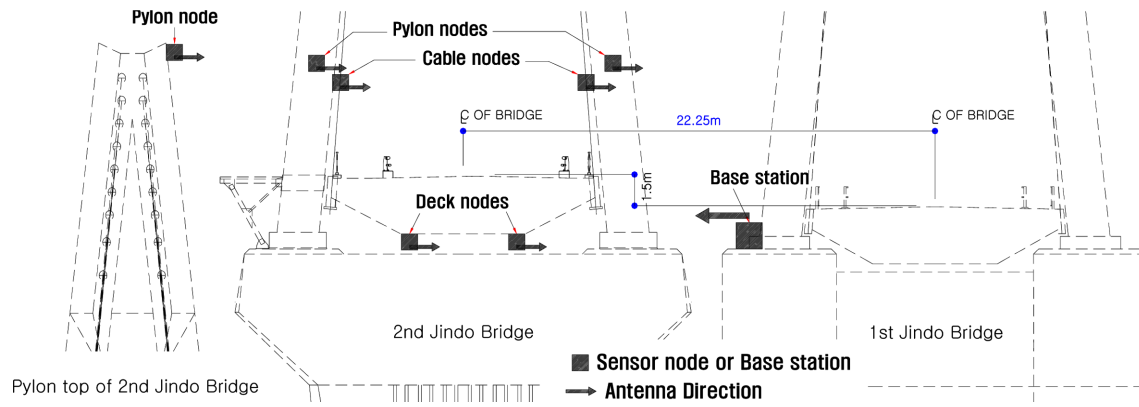 Pylon node
Pylon nodes
Cable nodes
℄ OF BRIDGE
22.25m
℄ OF BRIDGE
Base station
1.5m
Deck nodes
2nd Jindo Bridge
1st Jindo Bridge
Sensor node or Base station
Pylon top of 2nd Jindo Bridge
Antenna Direction